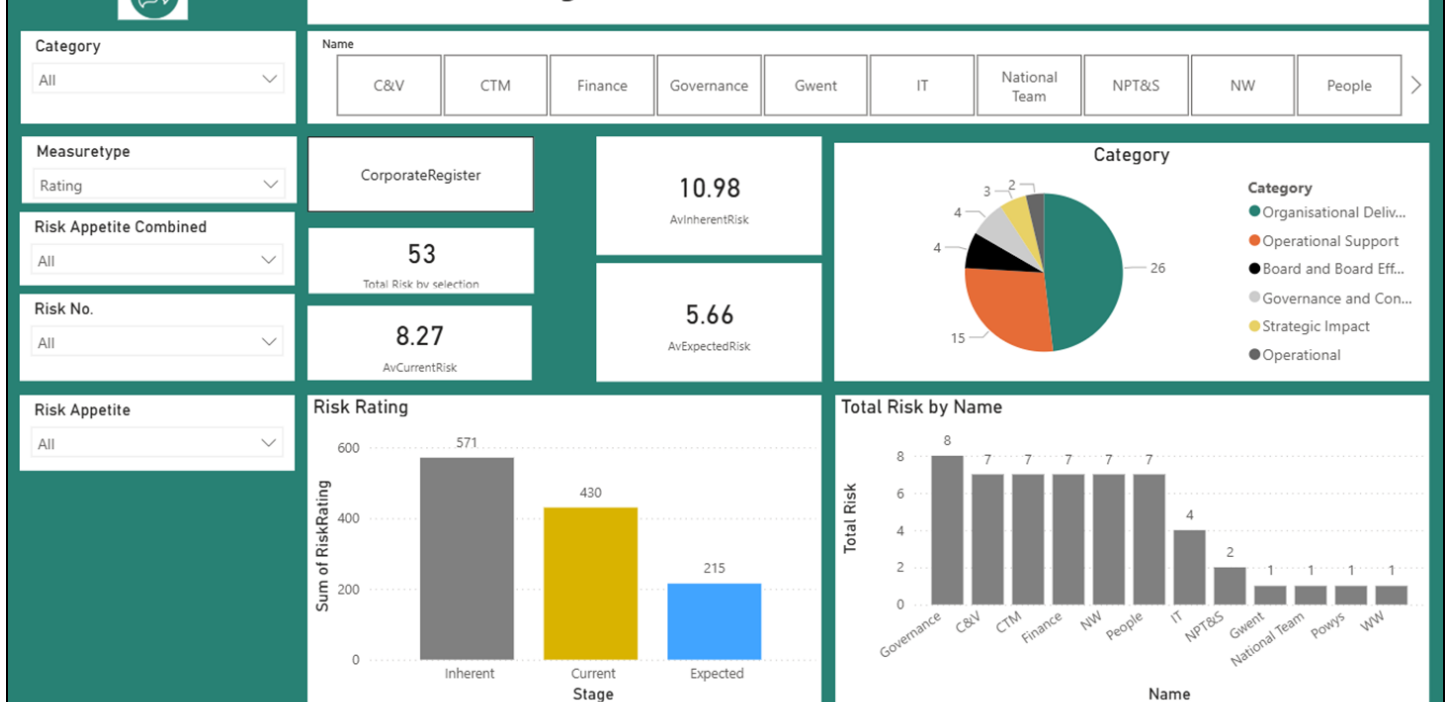 Category
All
Name
C&V
CTM
Finance
Governance
Gwent
IT
National
Team
NPT&S
NW
People
Measuretype
Rating
Risk Appetite Combined
All
Risk No.
All
Risk Appetite
All
CorporateRegister
53
Total Risk by selection
8.27
AvCurrentRisk
10.98
AvInherentRisk
5.66
AvExpectedRisk
Category
26
15
4
4
3
2
Category
Organisational Deliv...
Operational Support
Board and Board Eff...
Governance and Con...
Strategic Impact
Operational
Risk Rating
Sum of RiskRating
600
400
200
0
571
430
215
Inherent
Current
Expected
Stage
Total Risk by Name
Total Risk
8
6
4
2
0
8
7
7
7
7
7
4
2
1
1
1
1
Governance
C&V
CTM
Finance
NW
People
IT
NPT&S
Gwent
National Team
Powys
WW
Name